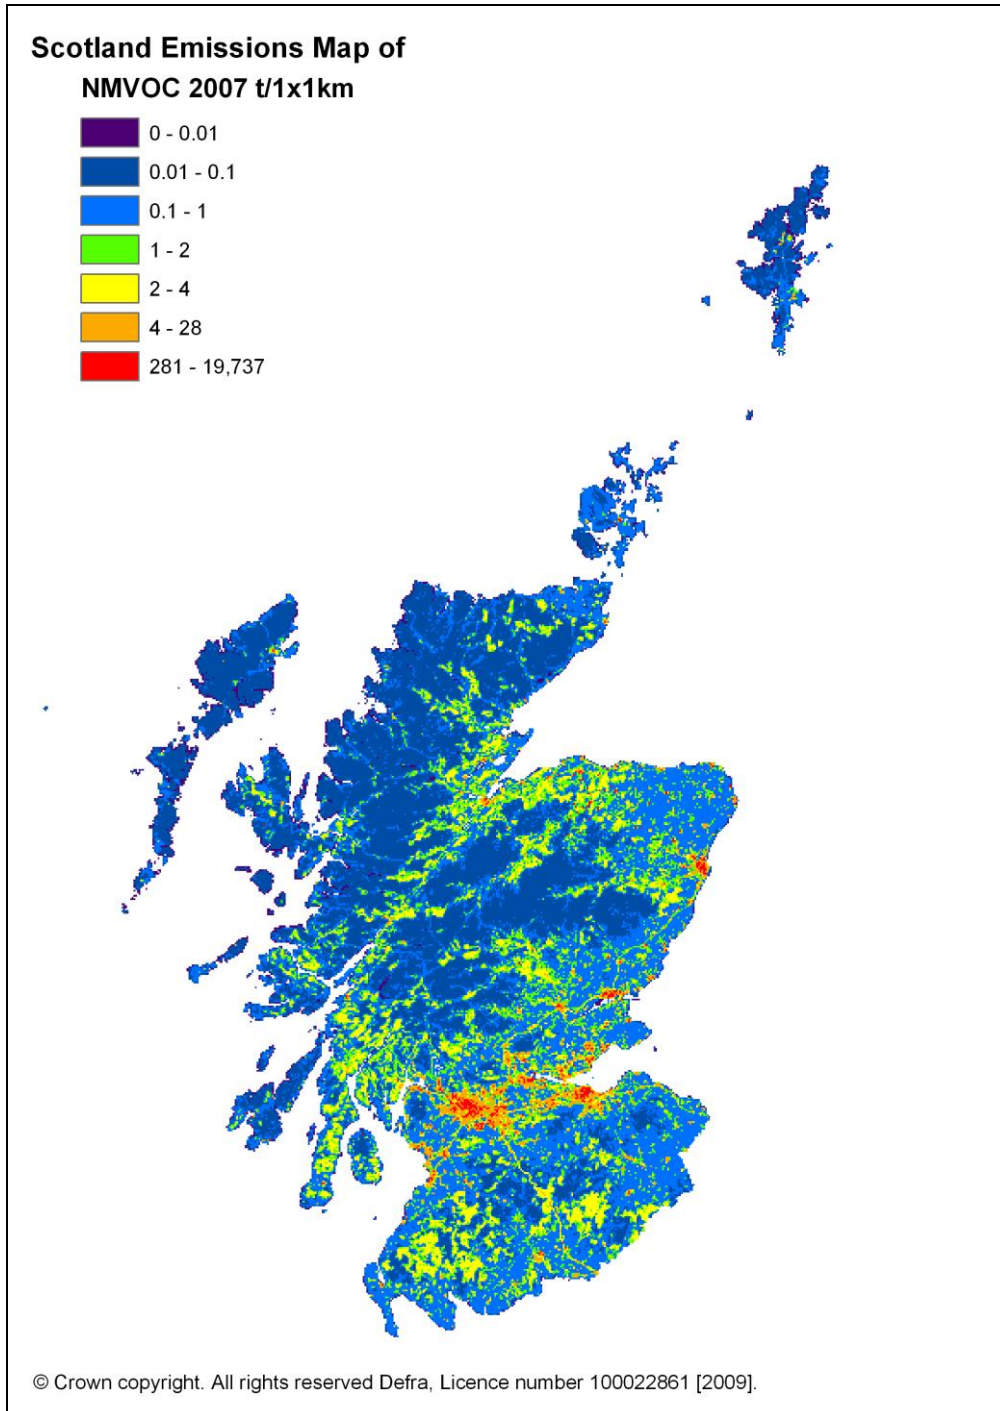 Scotland Emissions Map of
NMVOC 2007 t/1x1km
0 - 0.01
0.01 - 0.1
0.1 - 1
1 - 2
2 - 4
4 - 28
281 - 19,737
© Crown copyright. All rights reserved Defra, Licence number 100022861 [2009].